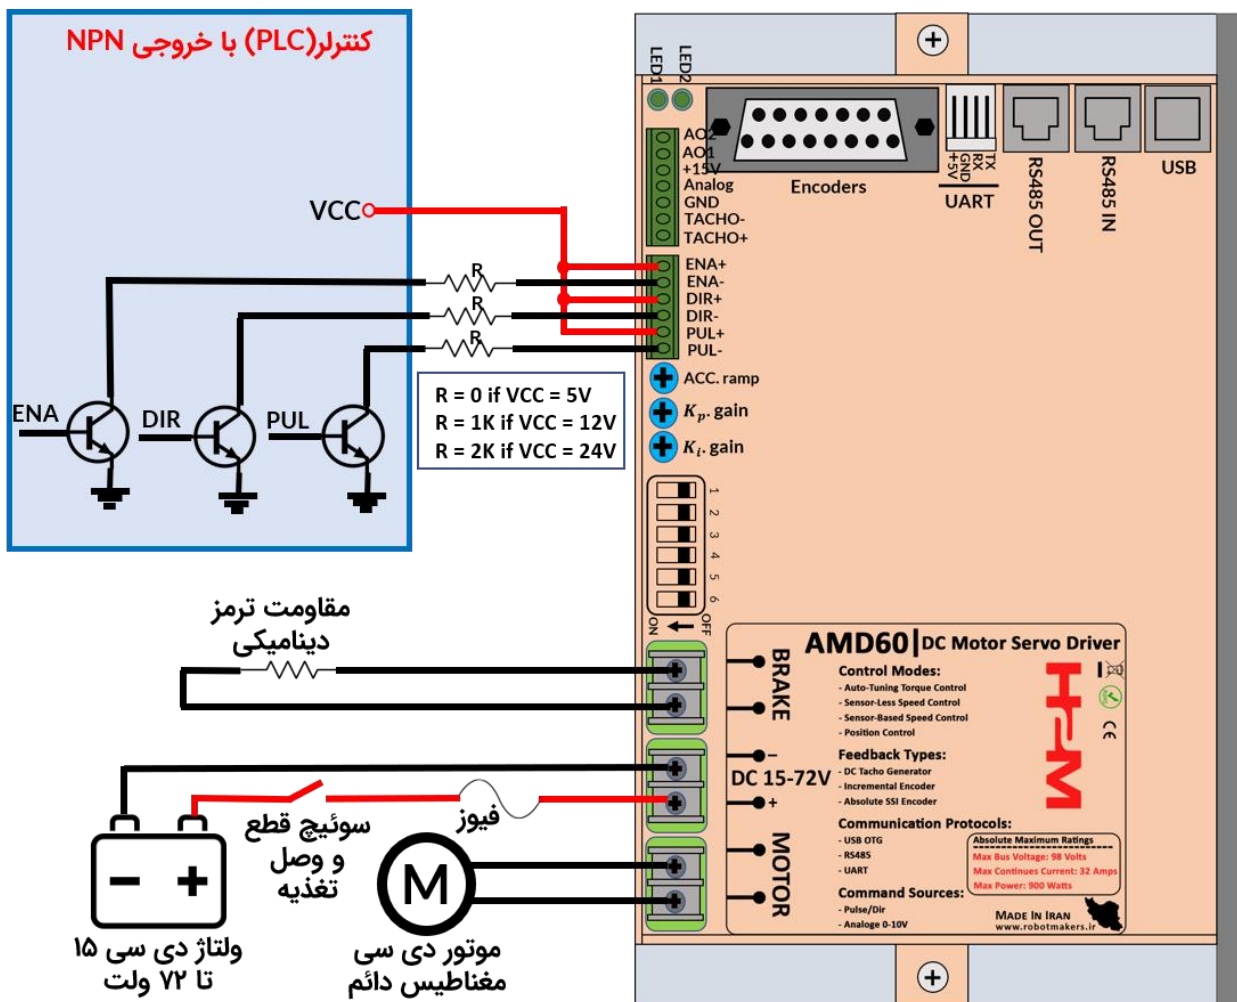 کنترلر(PLC) با خروجی NPN
VCC
ENA
DIR
PUL
R
R
R
R = 0 if VCC = 5V
R = 1K if VCC = 12V
R = 2K if VCC = 24V
LED1
LED2
AO2
AO1
+15V
Analog
GND
TACHO-
TACHO+
ENA+
ENA-
DIR+
DIR-
PUL+
PUL-
ACC. ramp
Kp. gain
Ki. gain
1
2
3
4
5
6
ON
OFF
Encoders
+5V
GND
RX
TX
UART
RS485 OUT
RS485 IN
USB
مقاومت ترمز
دینامیکی
سوئیچ قطع
و وصل
تغذیه
فیوز
ولتاژ دی سی ۱۵
تا ۷۲ ولت
M
موتور دی سی
مغناطیس دائم
BRAKE
DC 15-72V
MOTOR
AMD60 DC Motor Servo Driver
Control Modes:
- Auto-Tuning Torque Control
- Sensor-Less Speed Control
- Sensor-Based Speed Control
- Position Control
Feedback Types:
- DC Tacho Generator
- Incremental Encoder
- Absolute SSI Encoder
Communication Protocols:
- USB OTG
- RS485
- UART
Command Sources:
- Pulse/Dir
- Analoge 0-10V
Absolute Maximum Ratings
Max Bus Voltage: 98 Volts
Max Continues Current: 32 Amps
Max Power: 900 Watts
CE
MADE IN IRAN
www.robotmakers.ir